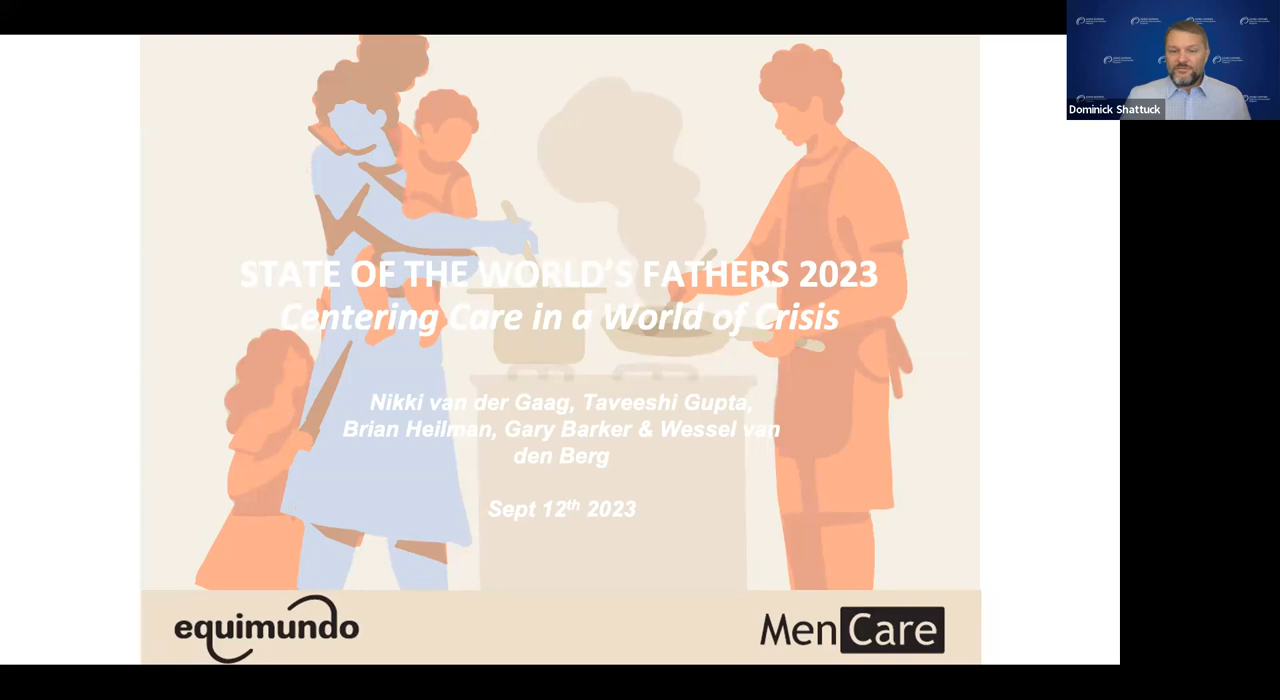 STATE OF THE WORLD'S FATHERS 2023
Centering Care in a World of Crisis
Nikki van der Gaag, Taveeshi Gupta,
Brian Heilman, Gary Barker & Wessel van
den Berg
Sept 12th 2023
equimundo
MenCare
Dominick Shattuck